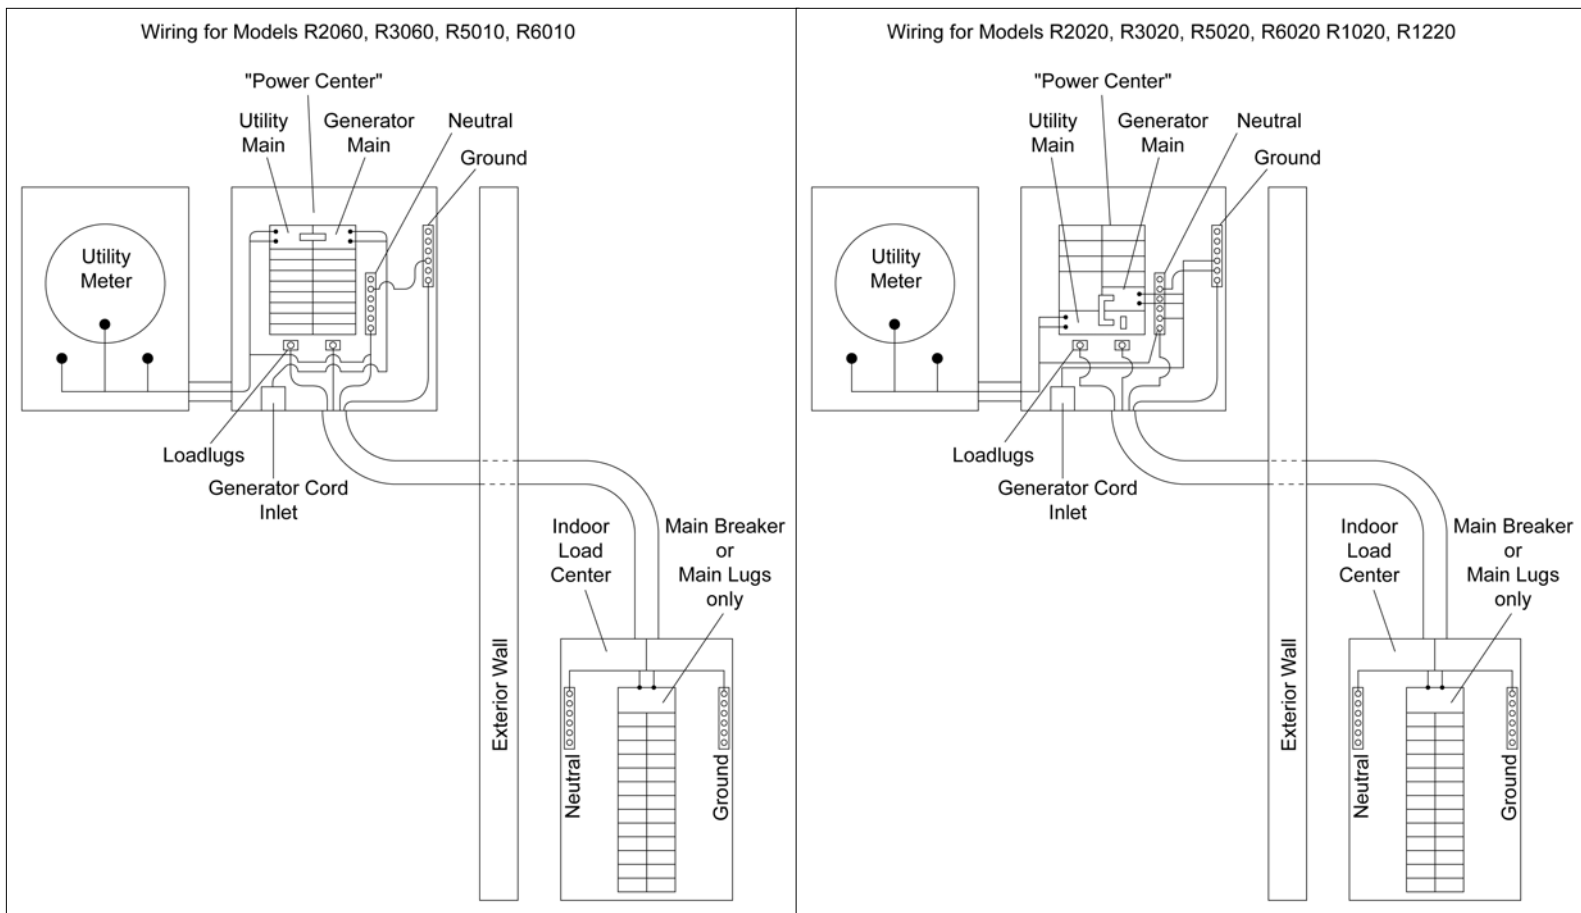 Wiring for Models R2060, R3060, R5010, R6010
"Power Center"
Utility
Main
Generator
Main
Neutral
Ground
Utility
Meter
Loadlugs
Generator Cord
Inlet
Indoor
Load
Center
Main Breaker
or
Main Lugs
only
Exterior Wall
Neutral
Ground
Wiring for Models R2020, R3020, R5020, R6020 R1020, R1220
"Power Center"
Utility
Main
Generator
Main
Neutral
Ground
Utility
Meter
Loadlugs
Generator Cord
Inlet
Indoor
Load
Center
Main Breaker
or
Main Lugs
only
Exterior Wall
Neutral
Ground